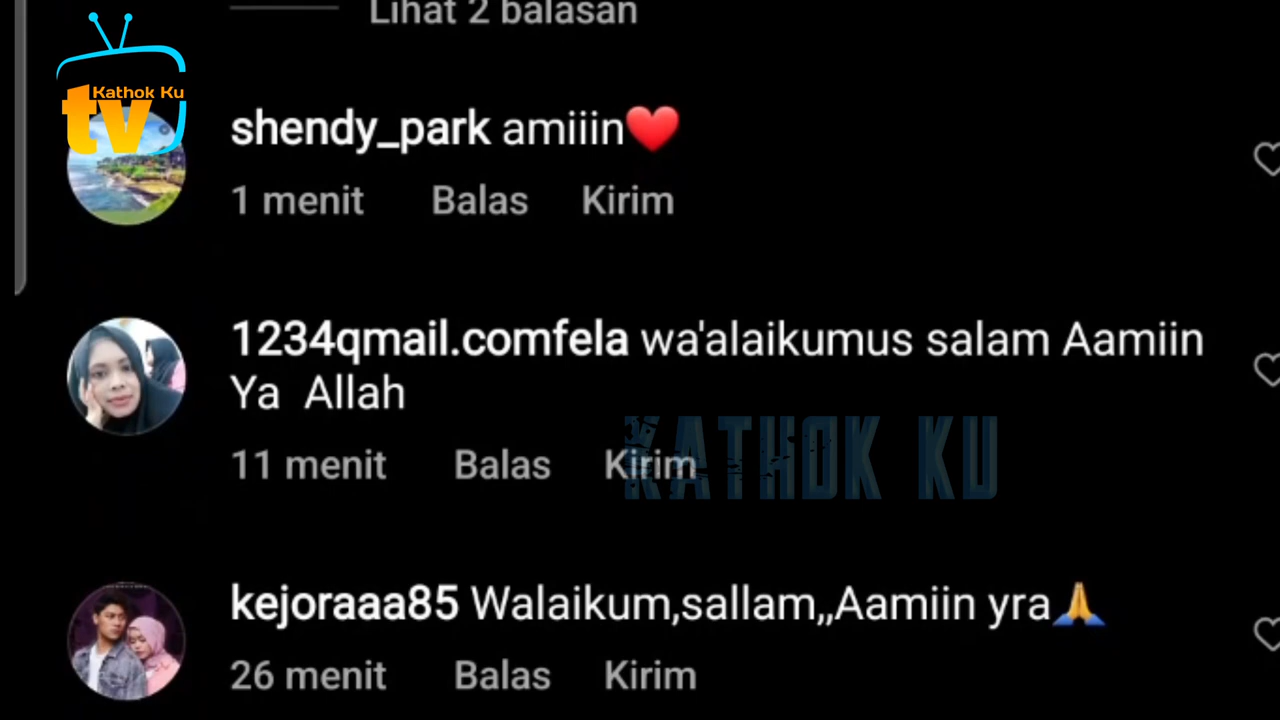 Lihat 2 balasan
Kathok Ku
tv
shendy_park amiiin❤️
1 menit Balas Kirim
1234qmail.comfela wa'alaikumus salam Aamiin
Ya Allah
11 menit Balas Kirim
KATHOK KU
kejoraaa85 Walaikum,sallam,,Aamiin yra🙏
26 menit Balas Kirim